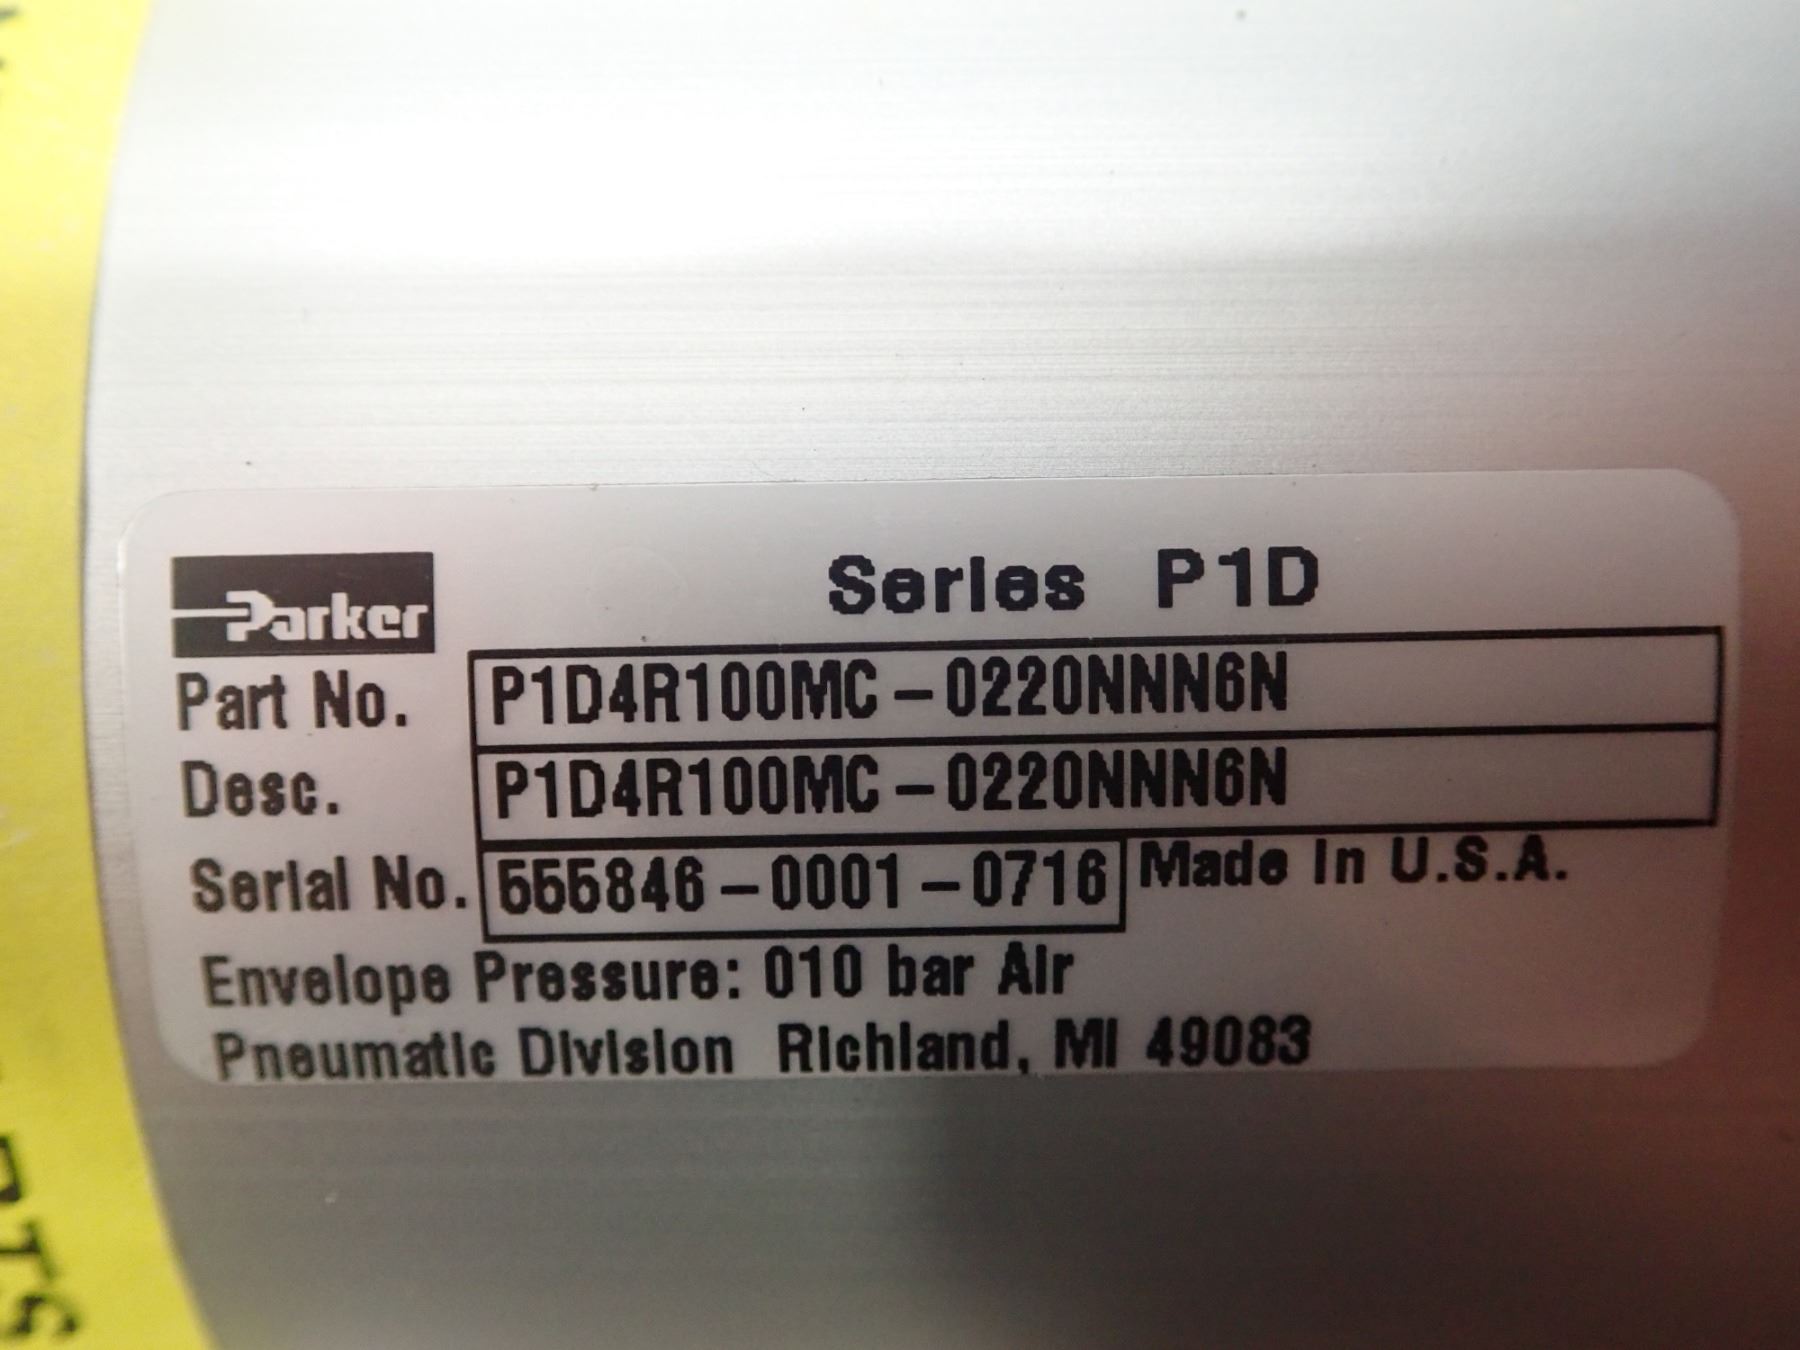 Parker
Series P1D
Part No. P1D4R100MC-0220NNN6N
Desc. P1D4R100MC-0220NNN6N
Serial No. 555846-0001-0716 Made In U.S.A.
Envelope Pressure: 010 bar Air
Pneumatic Division Richland, MI 49083